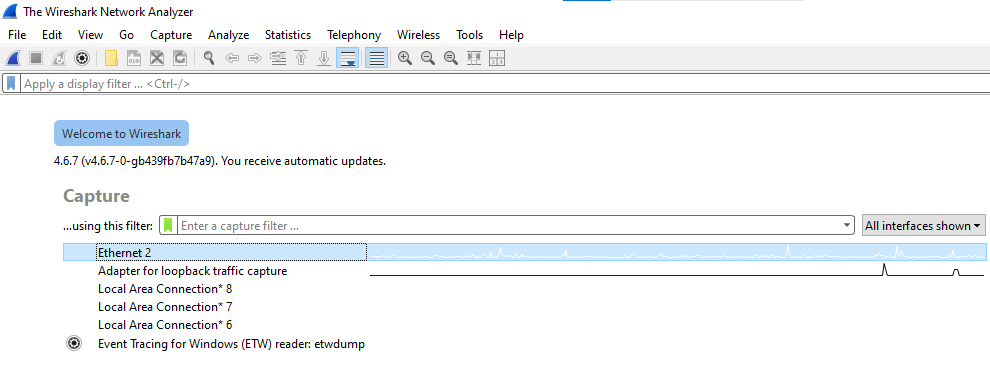 The Wireshark Network Analyzer
File Edit View Go Capture Analyze Statistics Telephony Wireless Tools Help
Apply a display filter ... <Ctrl-/>
Welcome to Wireshark
4.6.7 (v4.6.7-0-gb439fb7b47a9). You receive automatic updates.
Capture
...using this filter: Enter a capture filter ... All interfaces shown
Ethernet 2
Adapter for loopback traffic capture
Local Area Connection* 8
Local Area Connection* 7
Local Area Connection* 6
Event Tracing for Windows (ETW) reader: etwdump